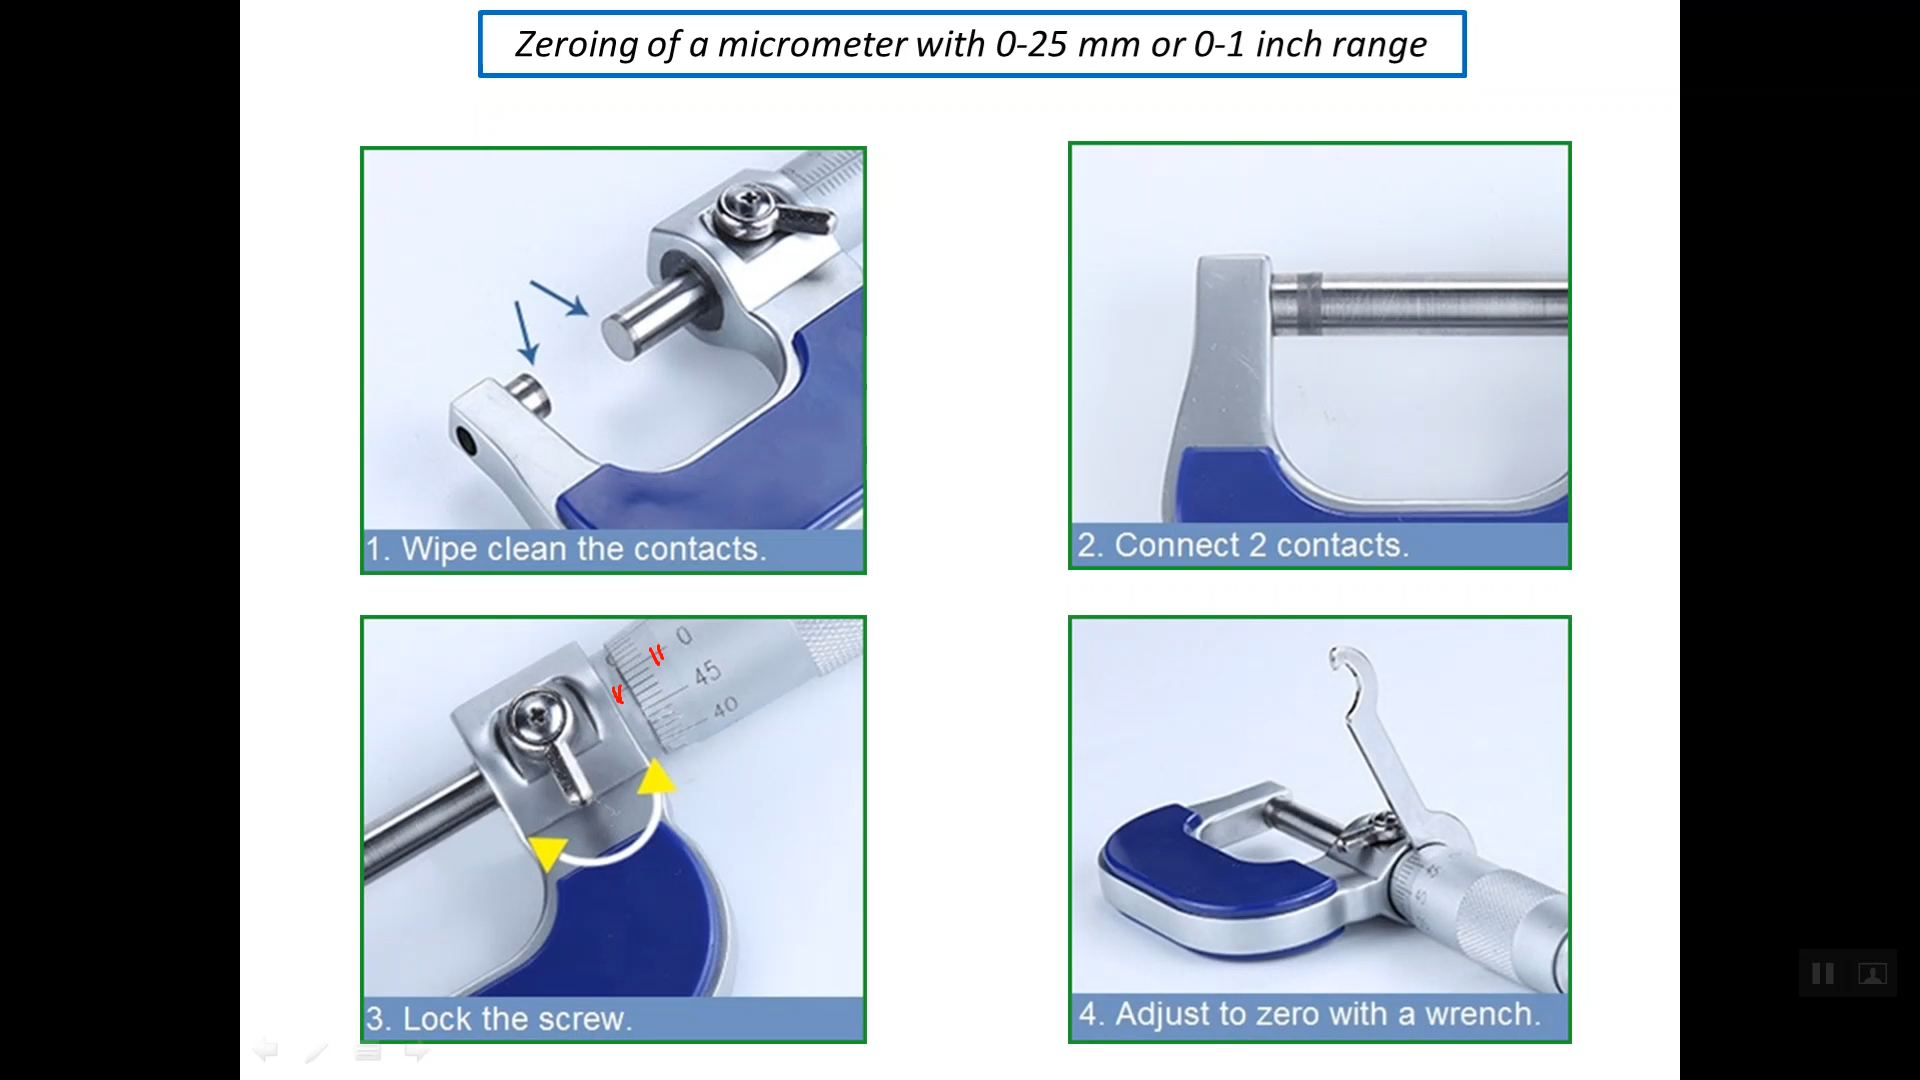 Zeroing of a micrometer with 0-25 mm or 0-1 inch range
1. Wipe clean the contacts.
2. Connect 2 contacts.
0
45
40
3. Lock the screw.
45
4. Adjust to zero with a wrench.